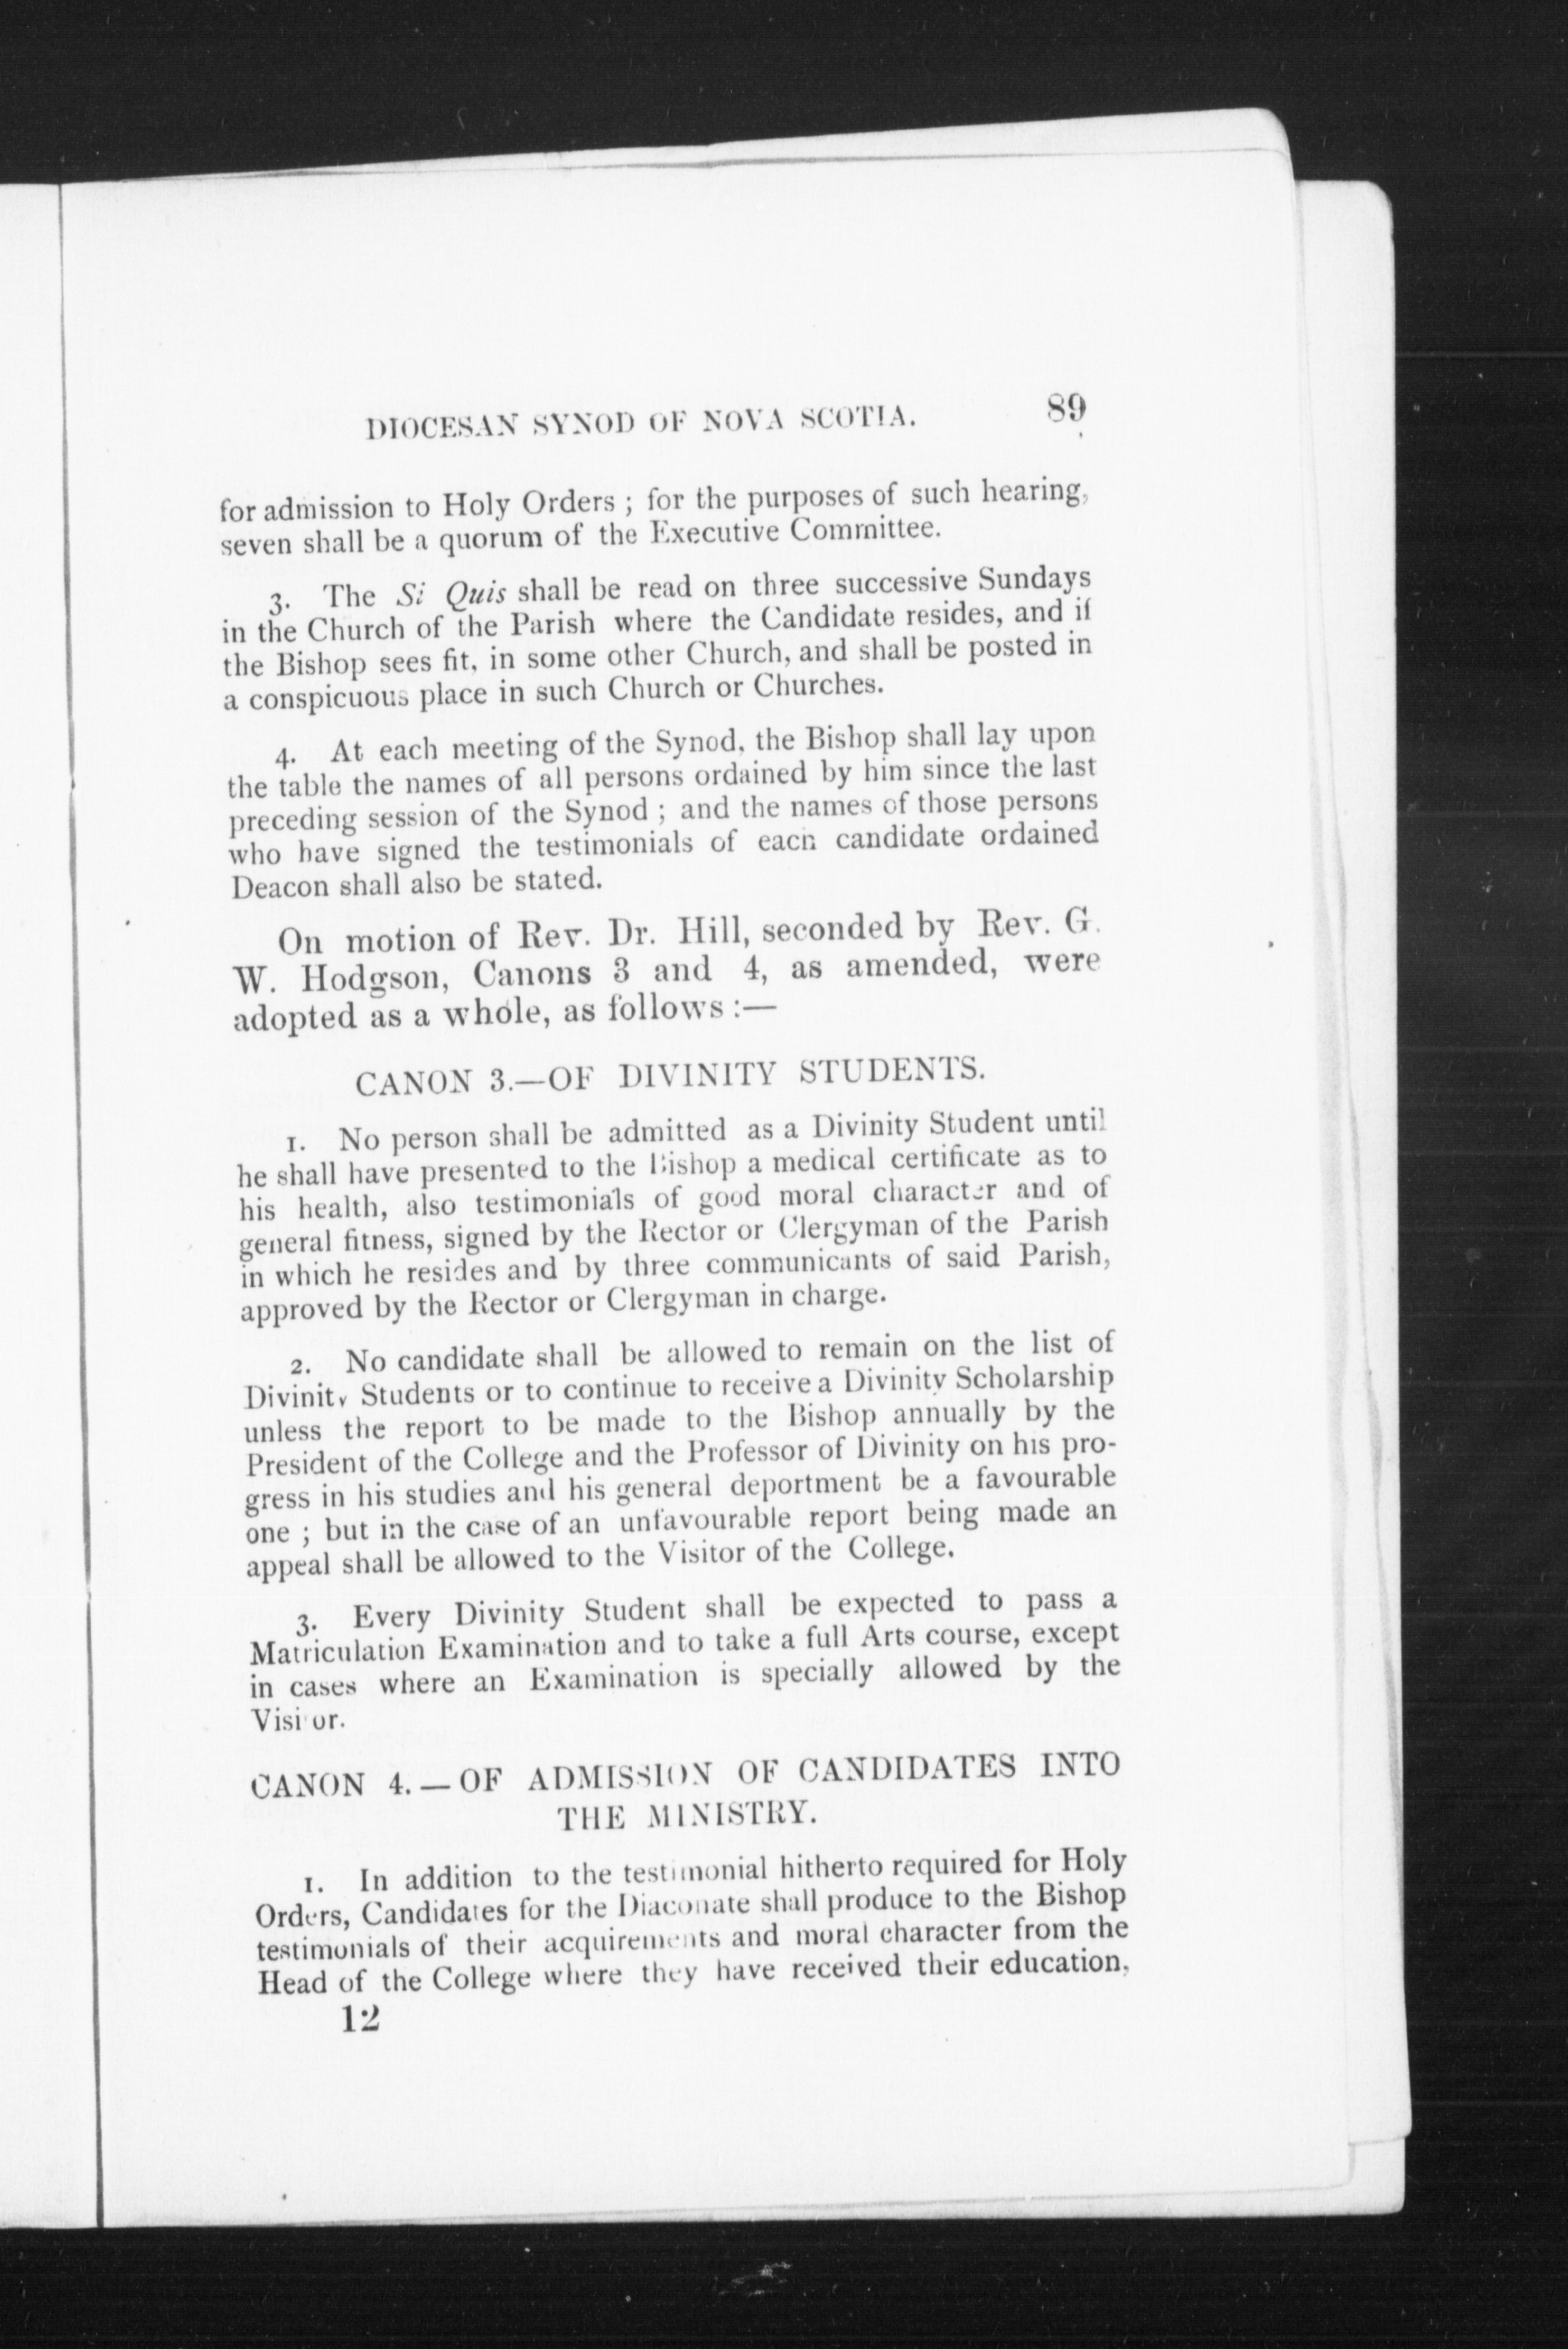 DIOCESAN SYNOD OF NOVA SCOTIA. 89
for admission to Holy Orders ; for the purposes of such hearing,
seven shall be a quorum of the Executive Committee.
3. The Si Quis shall be read on three successive Sundays
in the Church of the Parish where the Candidate resides, and if
the Bishop sees fit, in some other Church, and shall be posted in
a conspicuous place in such Church or Churches.
4. At each meeting of the Synod, the Bishop shall lay upon
the table the names of all persons ordained by him since the last
preceding session of the Synod ; and the names of those persons
who have signed the testimonials of each candidate ordained
Deacon shall also be stated.
On motion of Rev. Dr. Hill, seconded by Rev. G.
W. Hodgson, Canons 3 and 4, as amended, were
adopted as a whole, as follows :—
CANON 3.—OF DIVINITY STUDENTS.
1. No person shall be admitted as a Divinity Student until
he shall have presented to the Bishop a medical certificate as to
his health, also testimonials of good moral character and of
general fitness, signed by the Rector or Clergyman of the Parish
in which he resides and by three communicants of said Parish,
approved by the Rector or Clergyman in charge.
2. No candidate shall be allowed to remain on the list of
Divinity Students or to continue to receive a Divinity Scholarship
unless the report to be made to the Bishop annually by the
President of the College and the Professor of Divinity on his pro-
gress in his studies and his general deportment be a favourable
one ; but in the case of an unfavourable report being made an
appeal shall be allowed to the Visitor of the College.
3. Every Divinity Student shall be expected to pass a
Matriculation Examination and to take a full Arts course, except
in cases where an Examination is specially allowed by the
Visitor.
CANON 4.—OF ADMISSION OF CANDIDATES INTO
THE MINISTRY.
1. In addition to the testimonial hitherto required for Holy
Orders, Candidates for the Diaconate shall produce to the Bishop
testimonials of their acquirements and moral character from the
Head of the College where they have received their education,
12